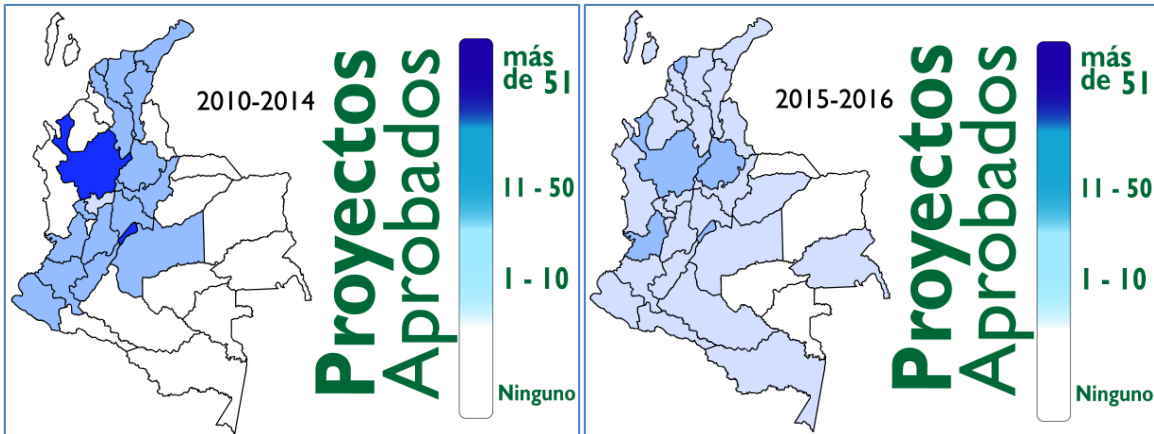 2010-2014
Proyectos
Aprobados
más
de 51
11 - 50
1 - 10
Ninguno
2015-2016
Proyectos
Aprobados
más
de 51
11 - 50
1 - 10
Ninguno